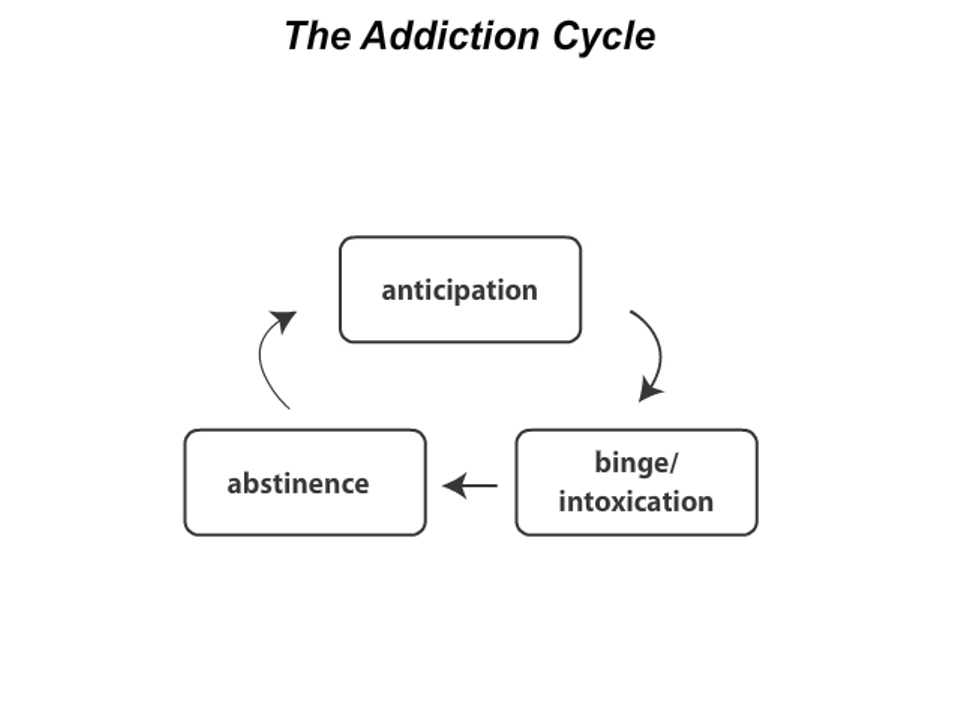 The Addiction Cycle
anticipation
abstinence
binge/
intoxication